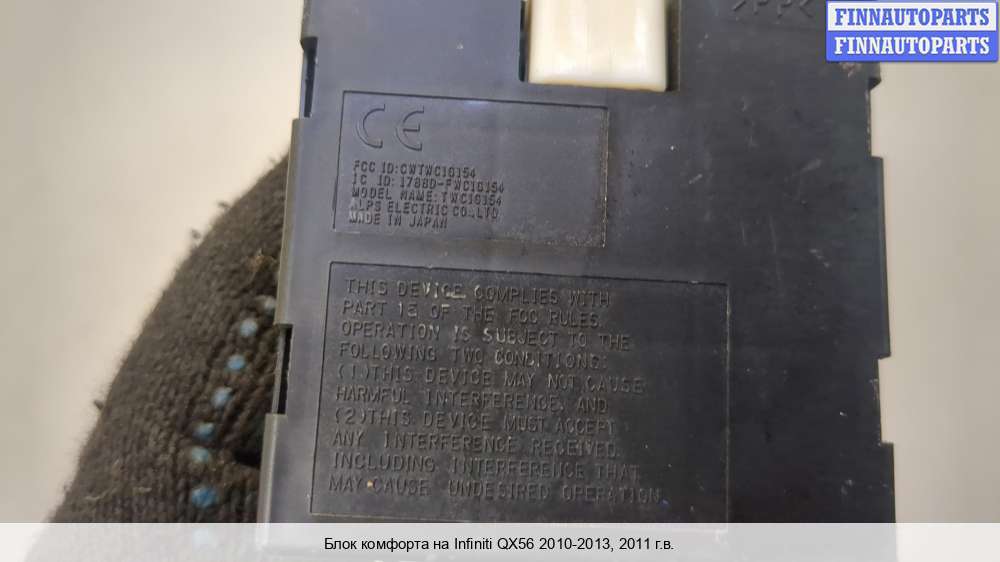 >PP<
FINNAUTOPARTS
FINNAUTOPARTS
CE
FCC ID:CWTWC1G154
IC ID: 1788D-FWC1G154
MODEL NAME:TWC1G154
ALPS ELECTRIC CO.,LTD
MADE IN JAPAN
THIS DEVICE COMPLIES WITH
PART 15 OF THE FCC RULES.
OPERATION IS SUBJECT TO THE
FOLLOWING TWO CONDITIONS:
(1)THIS DEVICE MAY NOT CAUSE
HARMFUL INTERFERENCE, AND
(2)THIS DEVICE MUST ACCEPT
ANY INTERFERENCE RECEIVED,
INCLUDING INTERFERENCE THAT
MAY CAUSE UNDESIRED OPERATION.
Блок комфорта на Infiniti QX56 2010-2013, 2011 г.в.